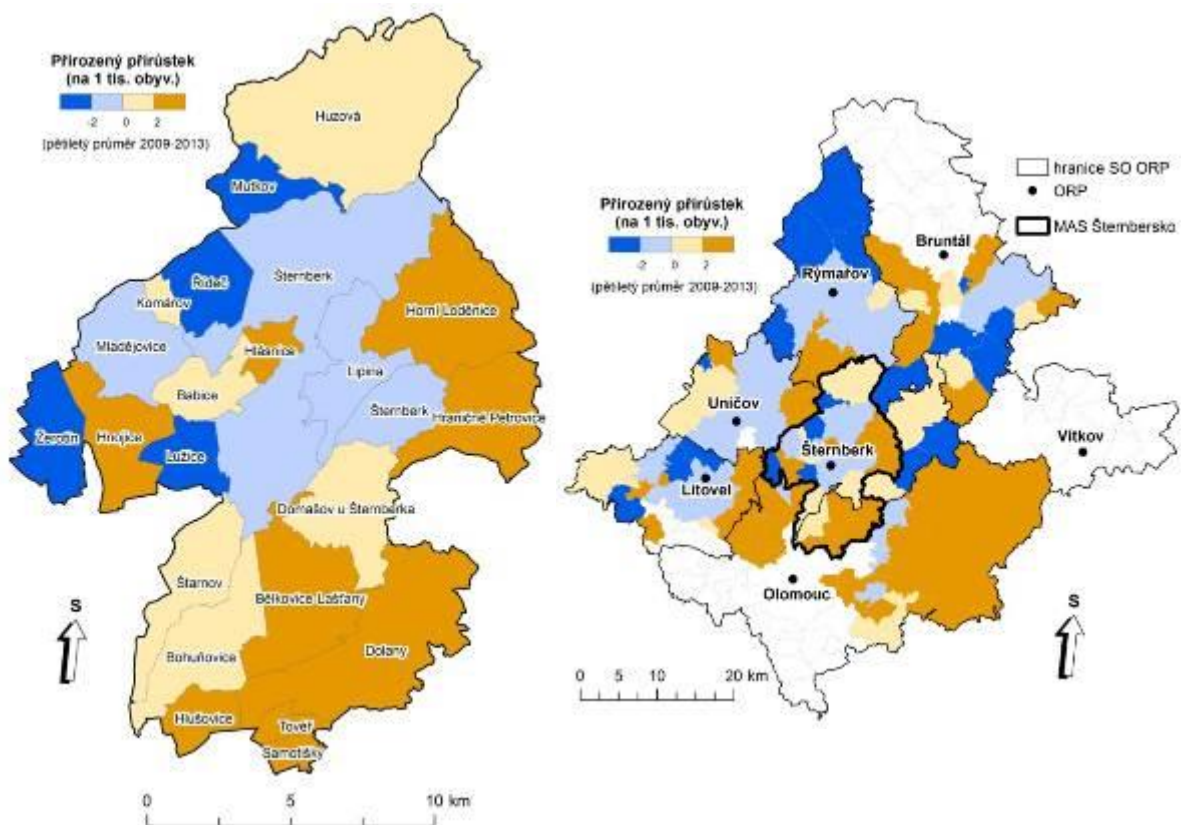 Přirozený přírůstek
(na 1 tis. obyv.)
-2 0 2
(pětiletý průměr 2009-2013)
Huzová
Mutkov
Řídeč
Šternberk
Komárov
Horní Loděnice
Mladějovice
Hlásnice
Lipina
Babice
Šternberk
Hraničné Petrovice
Žerotín
Hnojice
Lužice
Domašov u Šternberka
Štarnov
Bělkovice Lašťany
Bohuňovice
Dolany
Hlušovice
Tovéř
Samotišky
S
0 5 10 km
Přirozený přírůstek
(na 1 tis. obyv.)
-2 0 2
(pětiletý průměr 2009-2013)
hranice SO ORP
ORP
MAS Šternbersko
Bruntál
Rýmařov
Uničov
Šternberk
Vítkov
Litovel
Olomouc
S
0 5 10 20 km